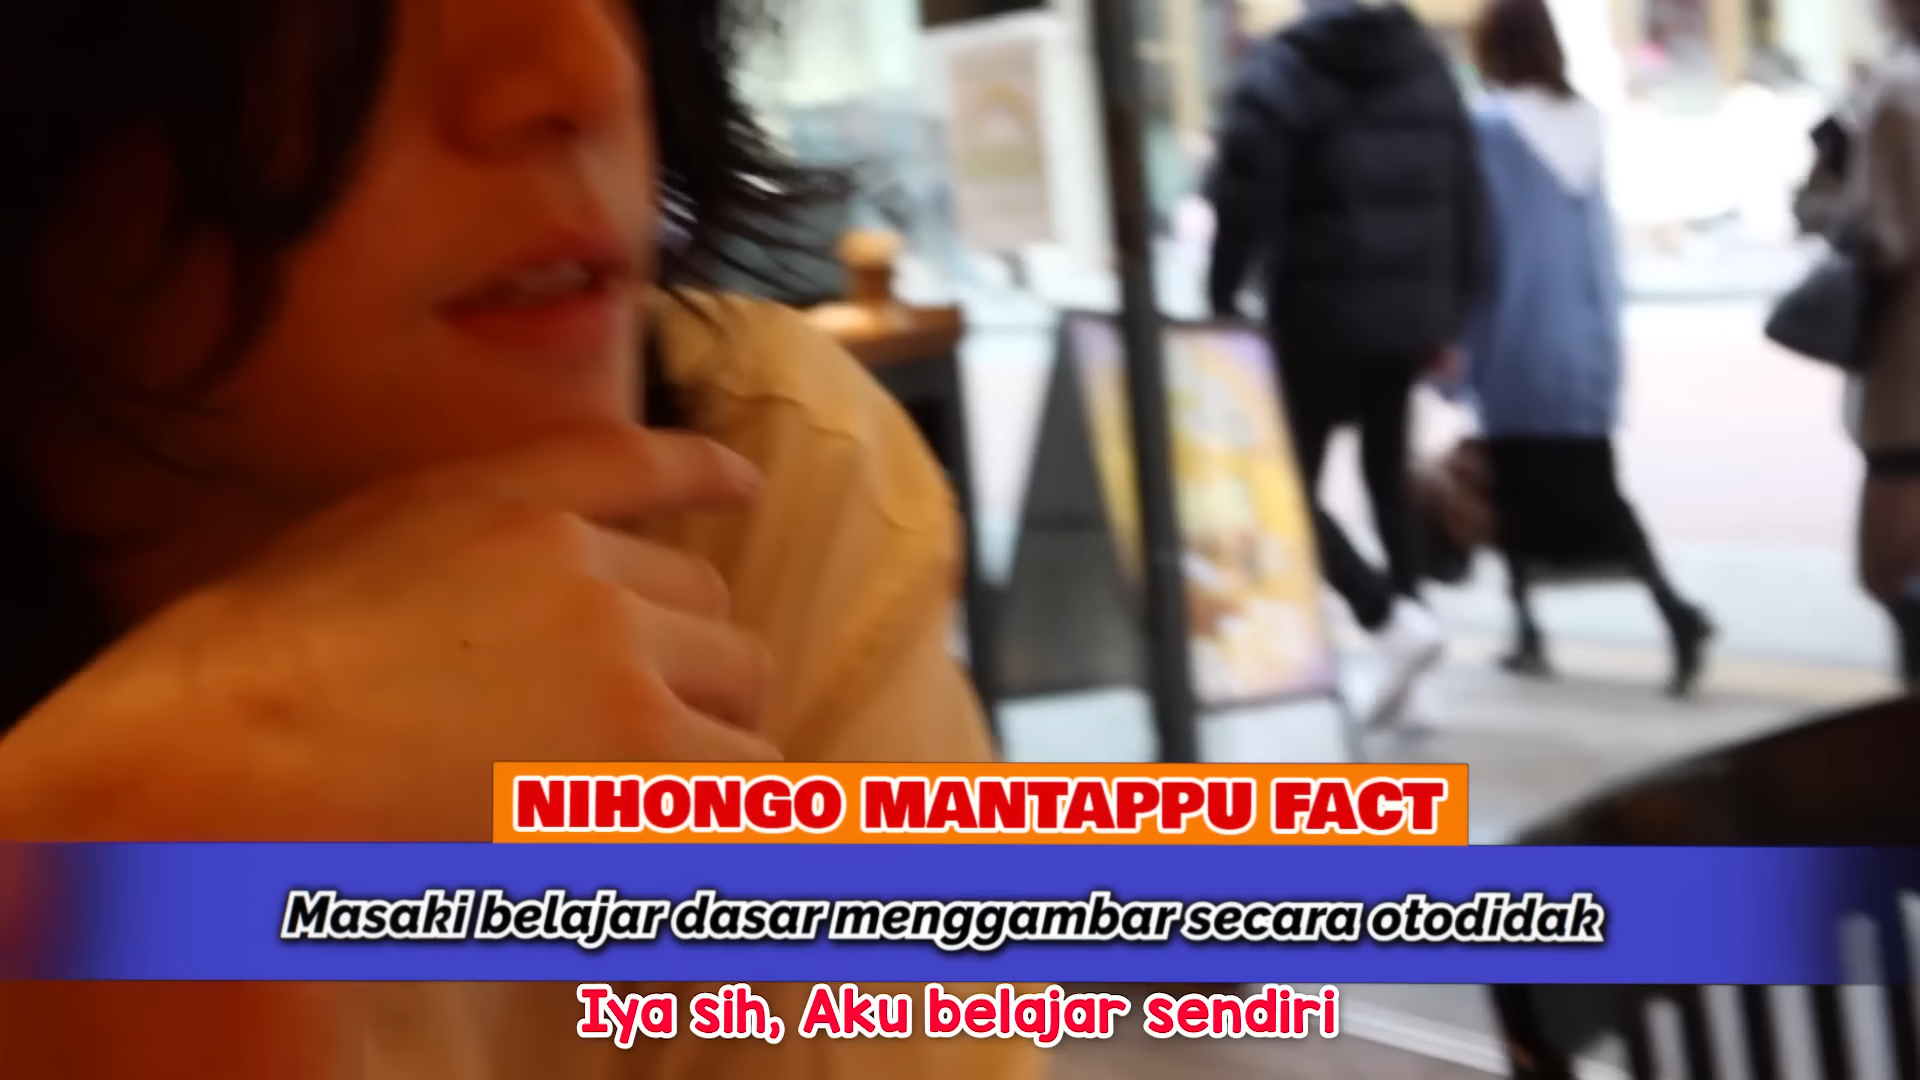 NIHONGO MANTAPPU FACT
Masaki belajar dasar menggambar secara otodidak
Iya sih, Aku belajar sendiri